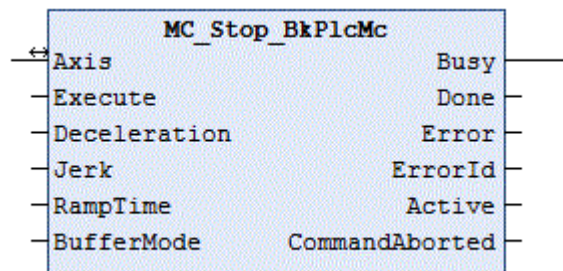 MC_Stop_BkPlcMc
Axis Busy
Execute Done
Deceleration Error
Jerk ErrorId
RampTime Active
BufferMode CommandAborted